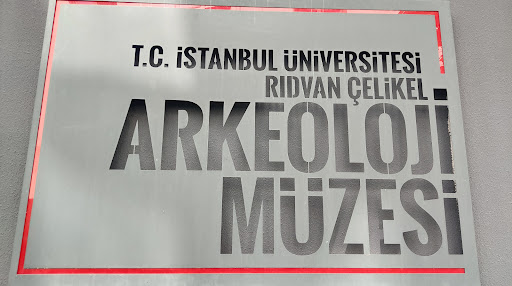 T.C. İSTANBUL ÜNİVERSİTESİ
RIDVAN ÇELİKEL
ARKEOLOJİ
MÜZESİ